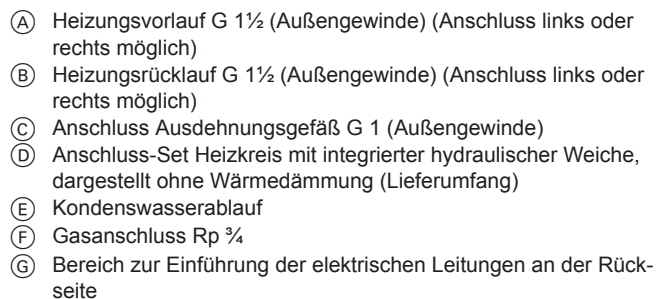 Ⓐ Heizungsvorlauf G 1½ (Außengewinde) (Anschluss links oder
rechts möglich)
Ⓑ Heizungsrücklauf G 1½ (Außengewinde) (Anschluss links oder
rechts möglich)
Ⓒ Anschluss Ausdehnungsgefäß G 1 (Außengewinde)
Ⓓ Anschluss-Set Heizkreis mit integrierter hydraulischer Weiche,
dargestellt ohne Wärmedämmung (Lieferumfang)
Ⓔ Kondenswasserablauf
Ⓕ Gasanschluss Rp ¾
Ⓖ Bereich zur Einführung der elektrischen Leitungen an der Rück-
seite